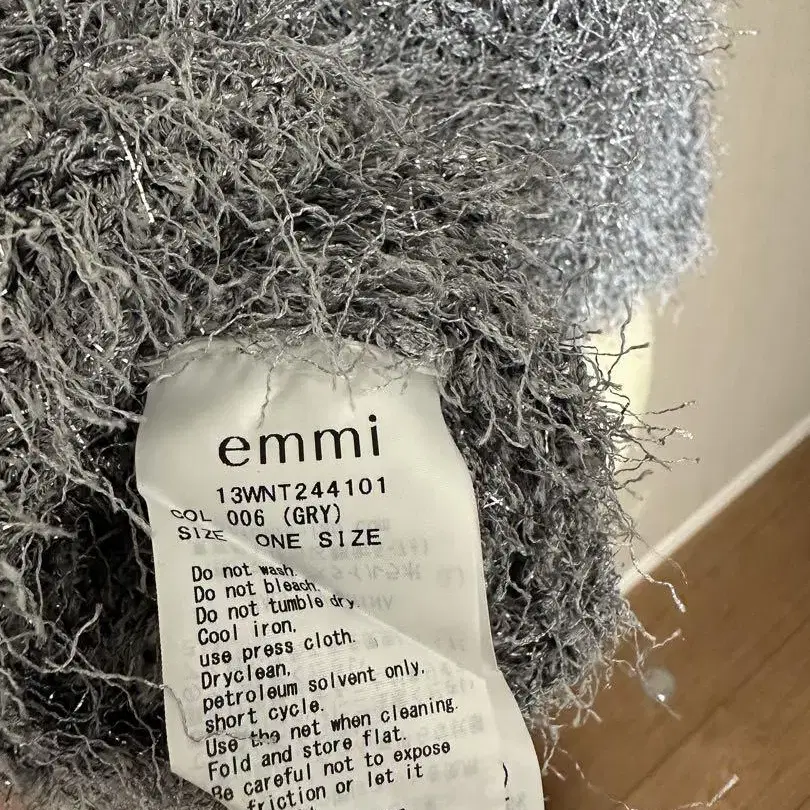 emmi
13WNT244101
COL 006 (GRY)
SIZE ONE SIZE
Do not wash.
Do not bleach.
Do not tumble dry.
Cool iron,
use press cloth.
Dryclean,
petroleum solvent only,
short cycle.
Use the net when cleaning.
Fold and store flat.
Be careful not to expose
friction or let it